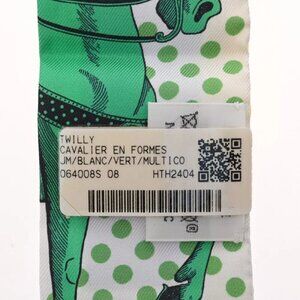 TWILLY
CAVALIER EN FORMES
JM/BLANC/VERT/MULTICO
064008S 08 HTH2404